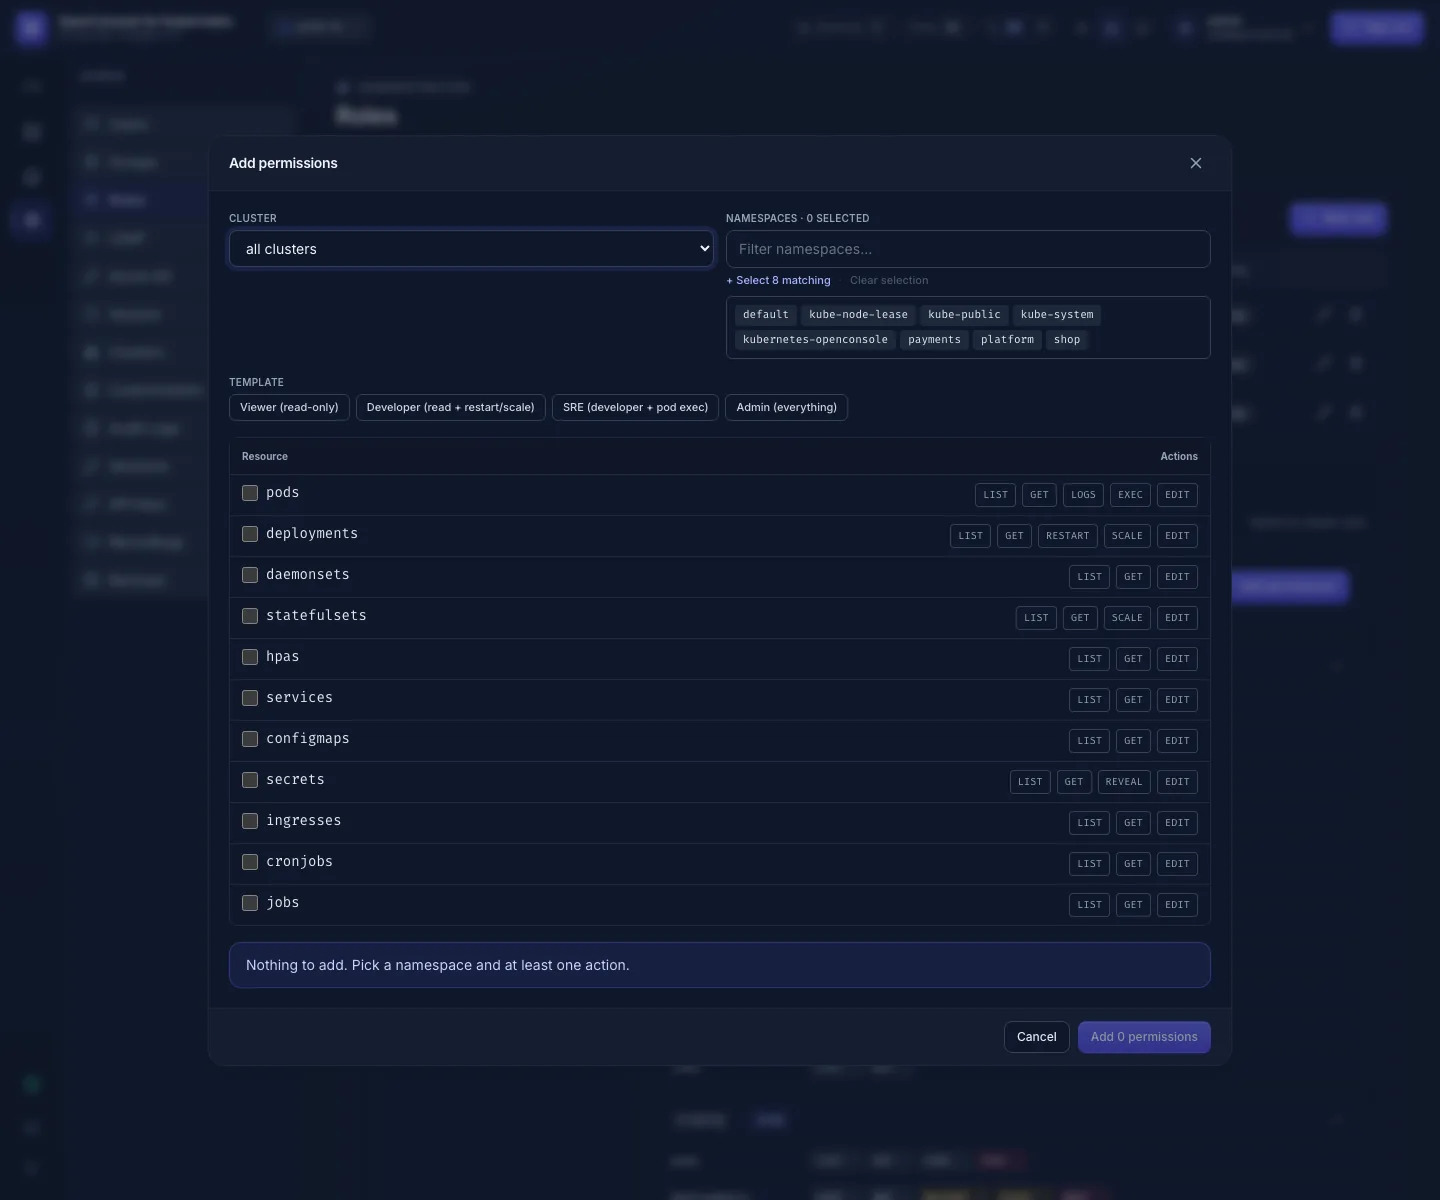 Roles
Add permissions
CLUSTER
all clusters
NAMESPACES · 0 SELECTED
Filter namespaces...
+ Select 8 matching Clear selection
default kube-node-lease kube-public kube-system
kubernetes-openconsole payments platform shop
TEMPLATE
Viewer (read-only) Developer (read + restart/scale) SRE (developer + pod exec) Admin (everything)
Resource Actions
pods LIST GET LOGS EXEC EDIT
deployments LIST GET RESTART SCALE EDIT
daemonsets LIST GET EDIT
statefulsets LIST GET SCALE EDIT
hpas LIST GET EDIT
services LIST GET EDIT
configmaps LIST GET EDIT
secrets LIST GET REVEAL EDIT
ingresses LIST GET EDIT
cronjobs LIST GET EDIT
jobs LIST GET EDIT
Nothing to add. Pick a namespace and at least one action.
Cancel Add 0 permissions